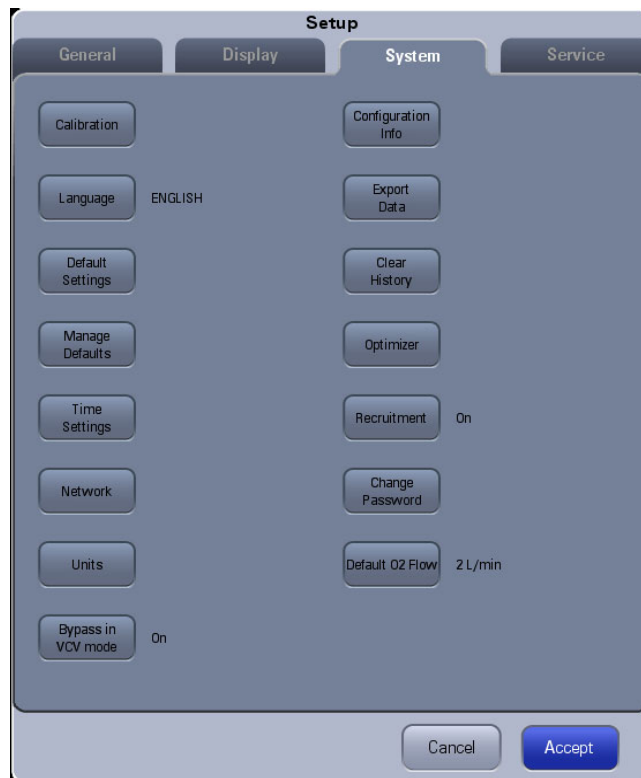 Setup
General
Display
System
Service
Calibration
Configuration
Info
Language
ENGLISH
Export
Data
Default
Settings
Clear
History
Manage
Defaults
Optimizer
Time
Settings
Recruitment
On
Network
Change
Password
Units
Default O2 Flow
2 L/min
Bypass in
VCV mode
On
Cancel
Accept